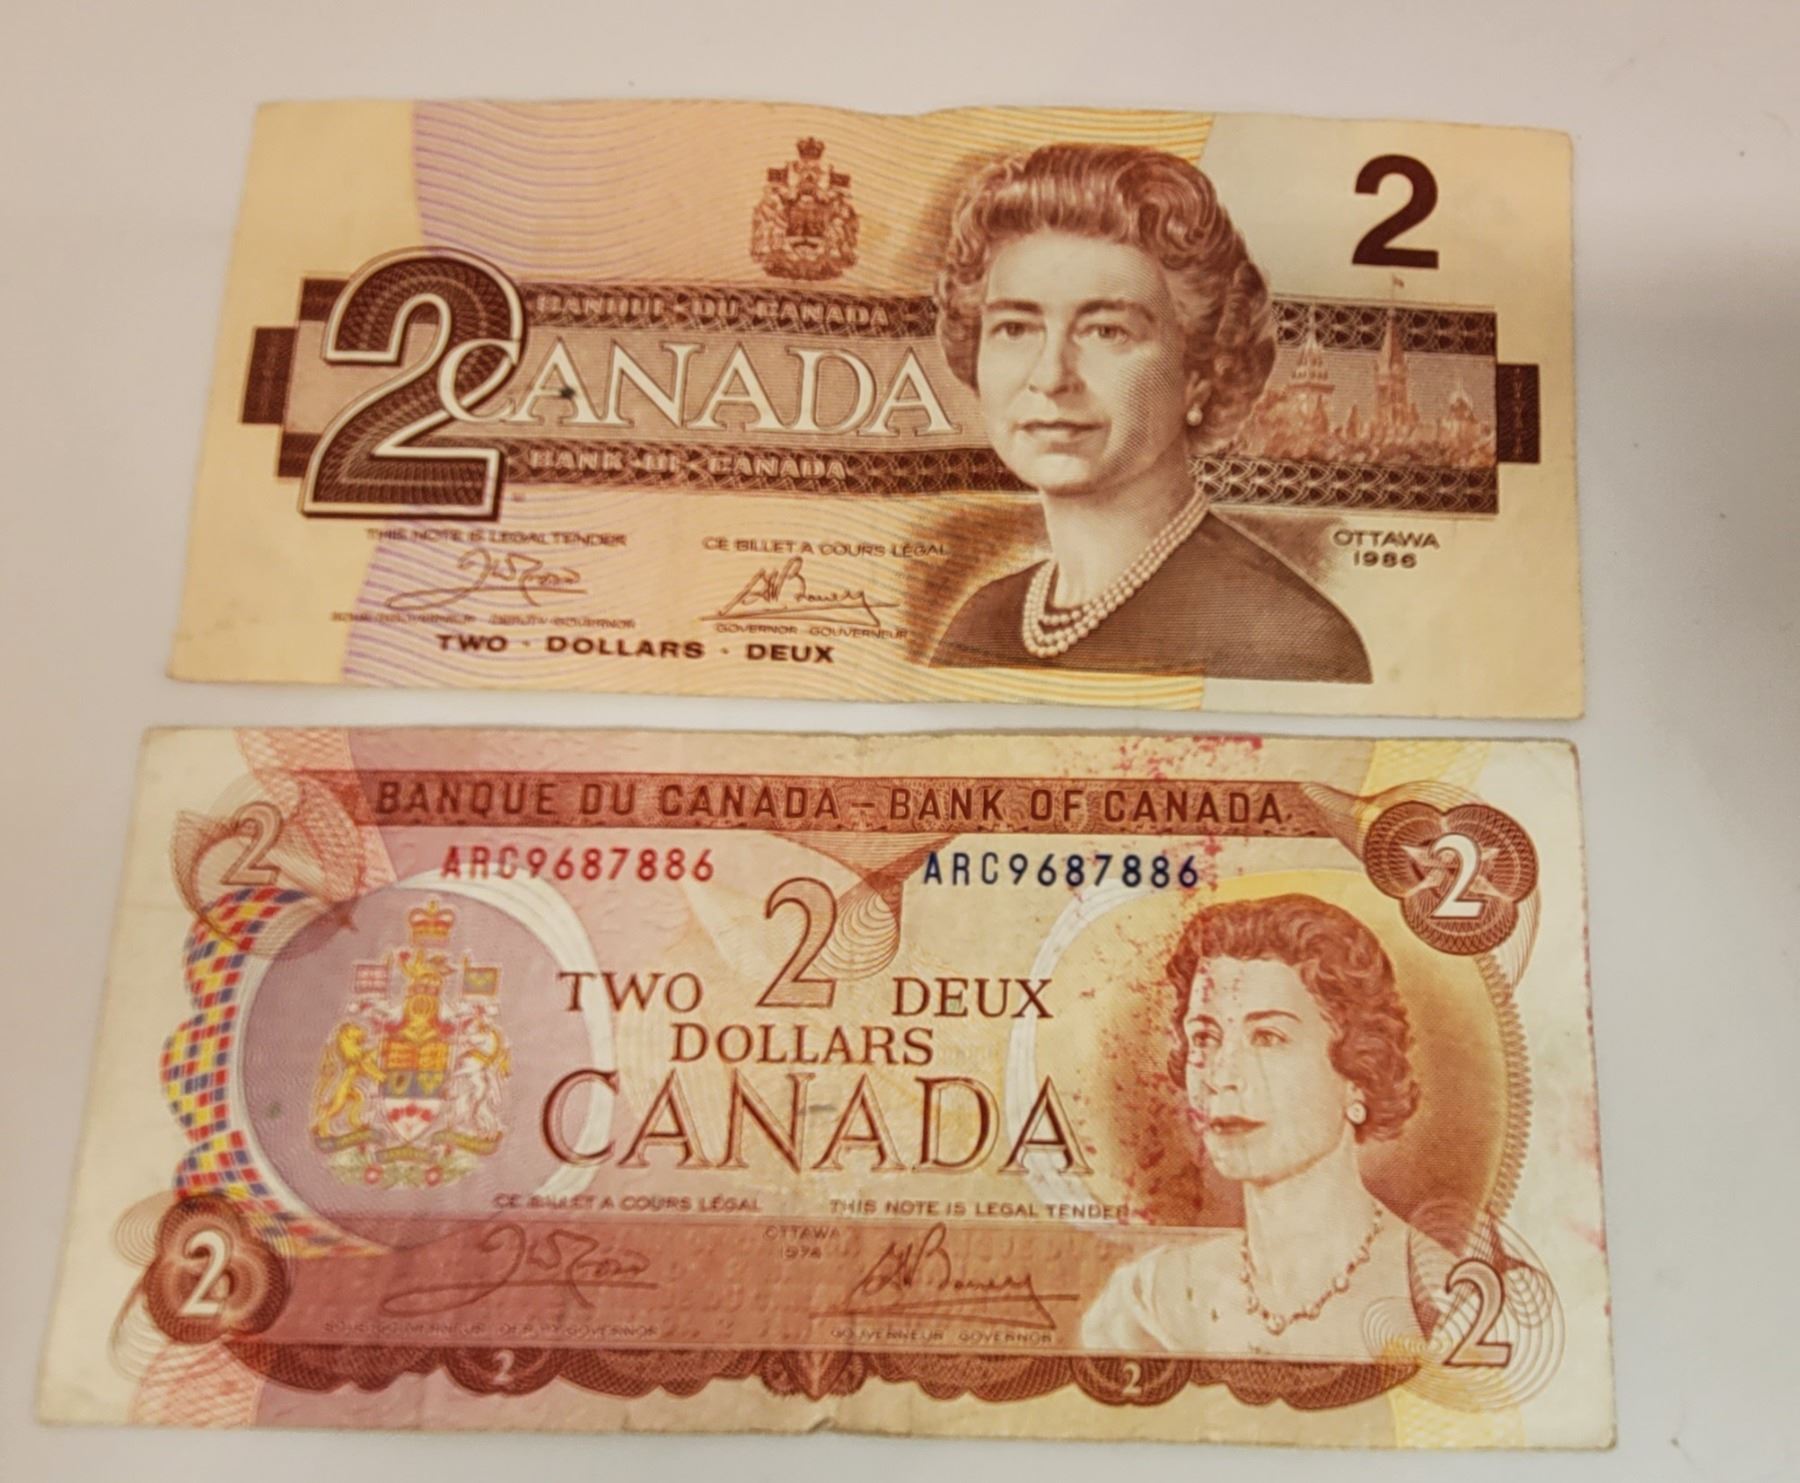 2
BANQUE · DU · CANADA
2 CANADA
BANK · OF · CANADA
THIS NOTE IS LEGAL TENDER
CE BILLET A COURS LÉGAL
OTTAWA
1986
SOUS-GOUVERNEUR DEPUTY-GOVERNOR
GOVERNOR GOUVERNEUR
TWO · DOLLARS · DEUX
BANQUE DU CANADA – BANK OF CANADA
2
2
ARC9687886
ARC9687886
2
TWO DEUX
DOLLARS
CANADA
CE BILLET A COURS LÉGAL
THIS NOTE IS LEGAL TENDER
OTTAWA
1974
2
2
GOUVERNEUR GOVERNOR
2
2